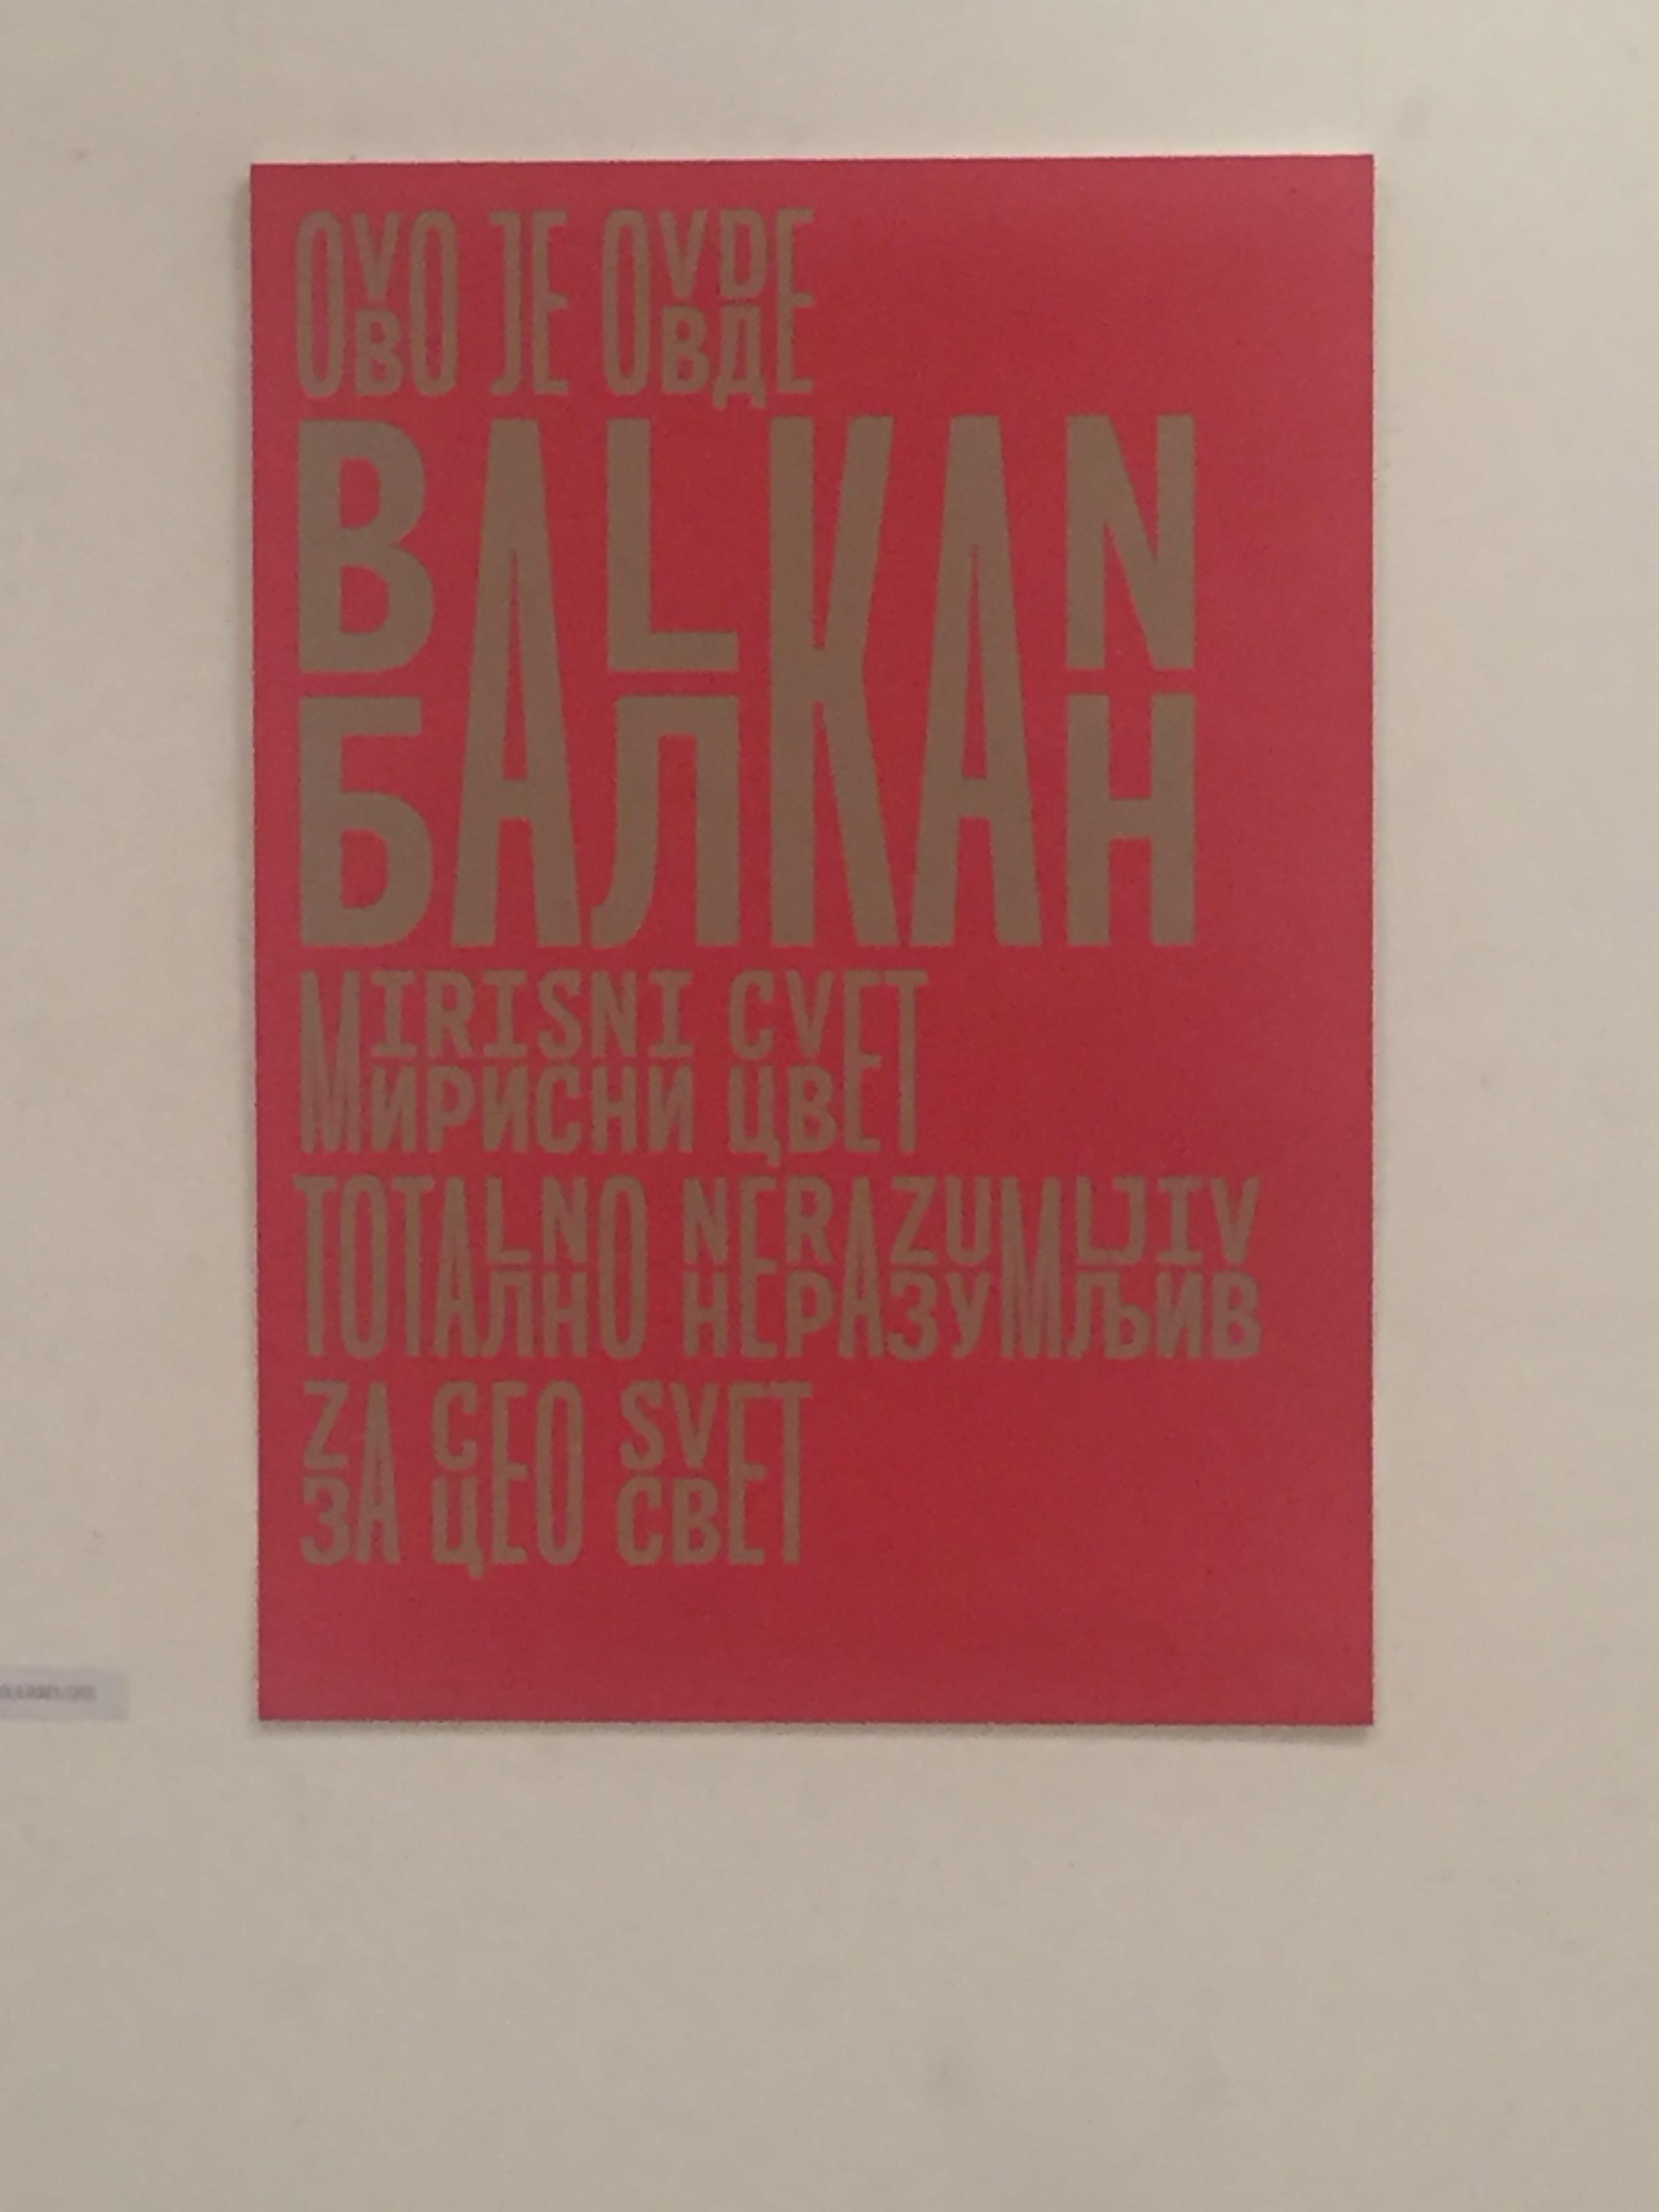 OVO JE OVDE
ОВО ЈЕ ОВДЕ
BALKAN
БАЛКАН
MIRISNI CVET
МИРИСНИ ЦВЕТ
TOTALNO NERAZUMLJIV
ТОТАЛНО НЕРАЗУМЉИВ
ZA CEO SVET
ЗА ЦЕО СВЕТ